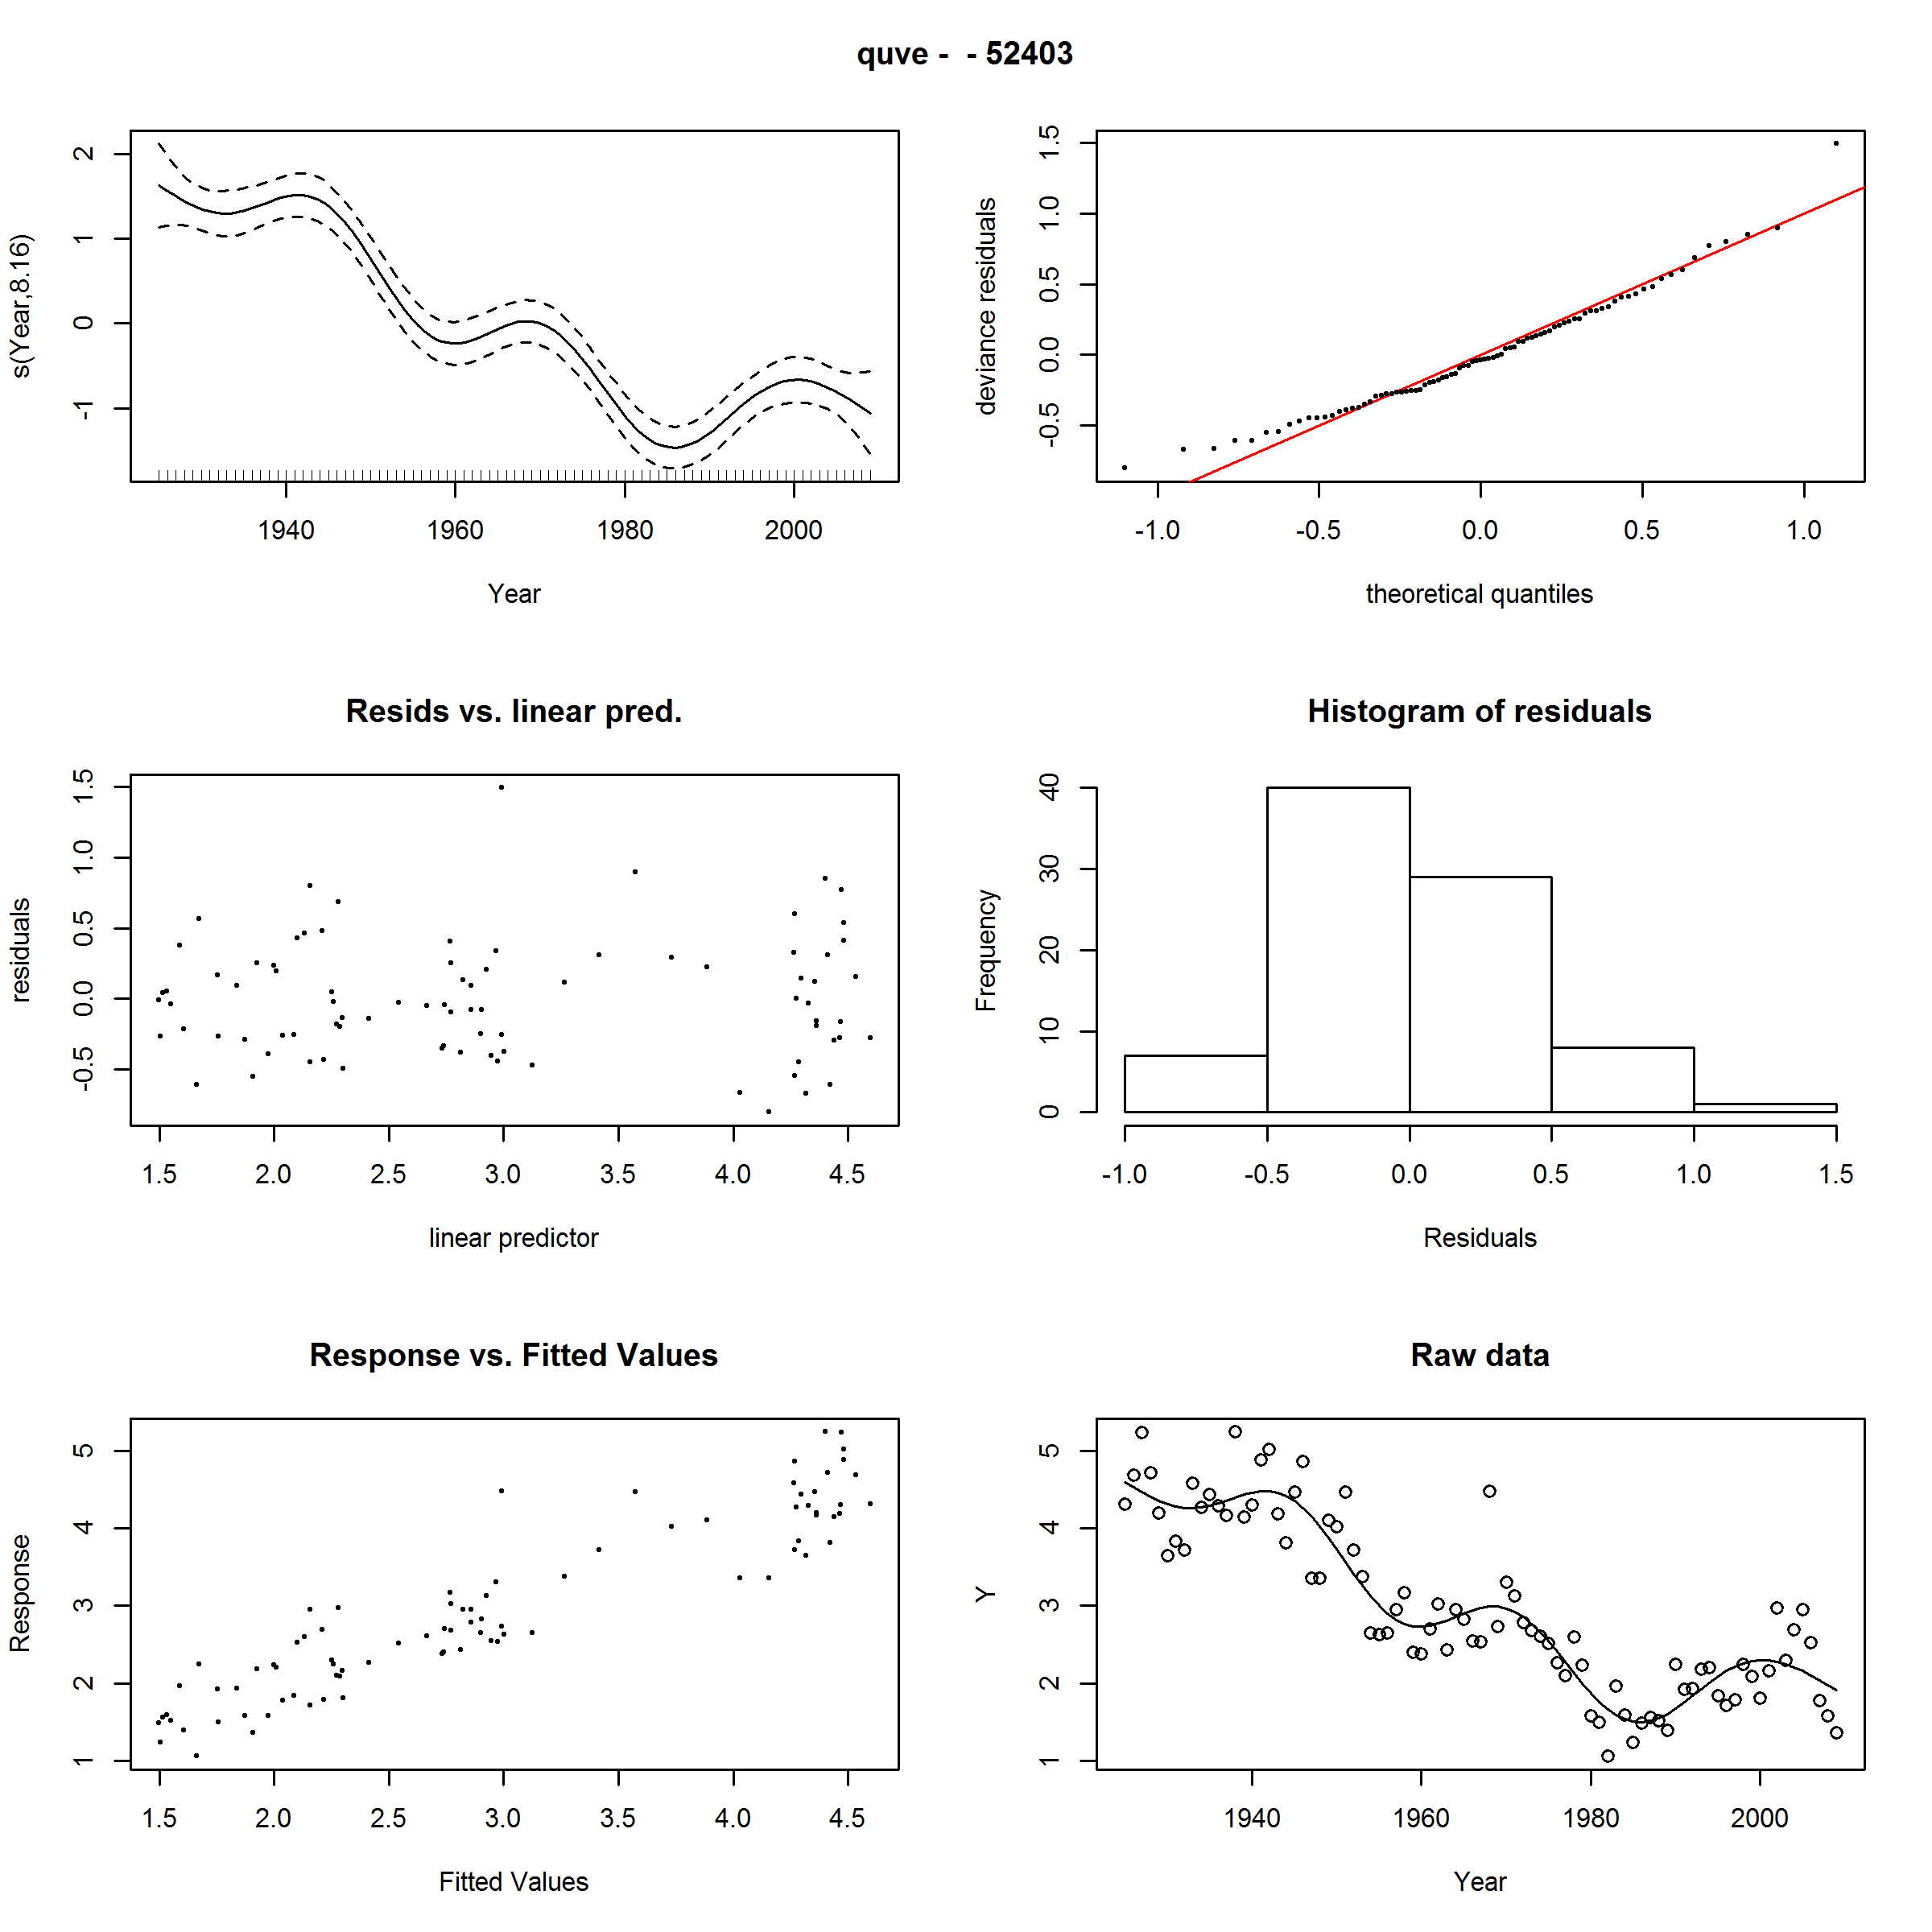 quve -  - 52403
s(Year,8.16)
2
1
0
-1
1940 1960 1980 2000
Year
deviance residuals
1.5
1.0
0.5
0.0
-0.5
-1.0 -0.5 0.0 0.5 1.0
theoretical quantiles
Resids vs. linear pred.
residuals
1.5
1.0
0.5
0.0
-0.5
1.5 2.0 2.5 3.0 3.5 4.0 4.5
linear predictor
Histogram of residuals
Frequency
40
30
20
10
0
-1.0 -0.5 0.0 0.5 1.0 1.5
Residuals
Response vs. Fitted Values
Response
5
4
3
2
1
1.5 2.0 2.5 3.0 3.5 4.0 4.5
Fitted Values
Raw data
Y
5
4
3
2
1
1940 1960 1980 2000
Year